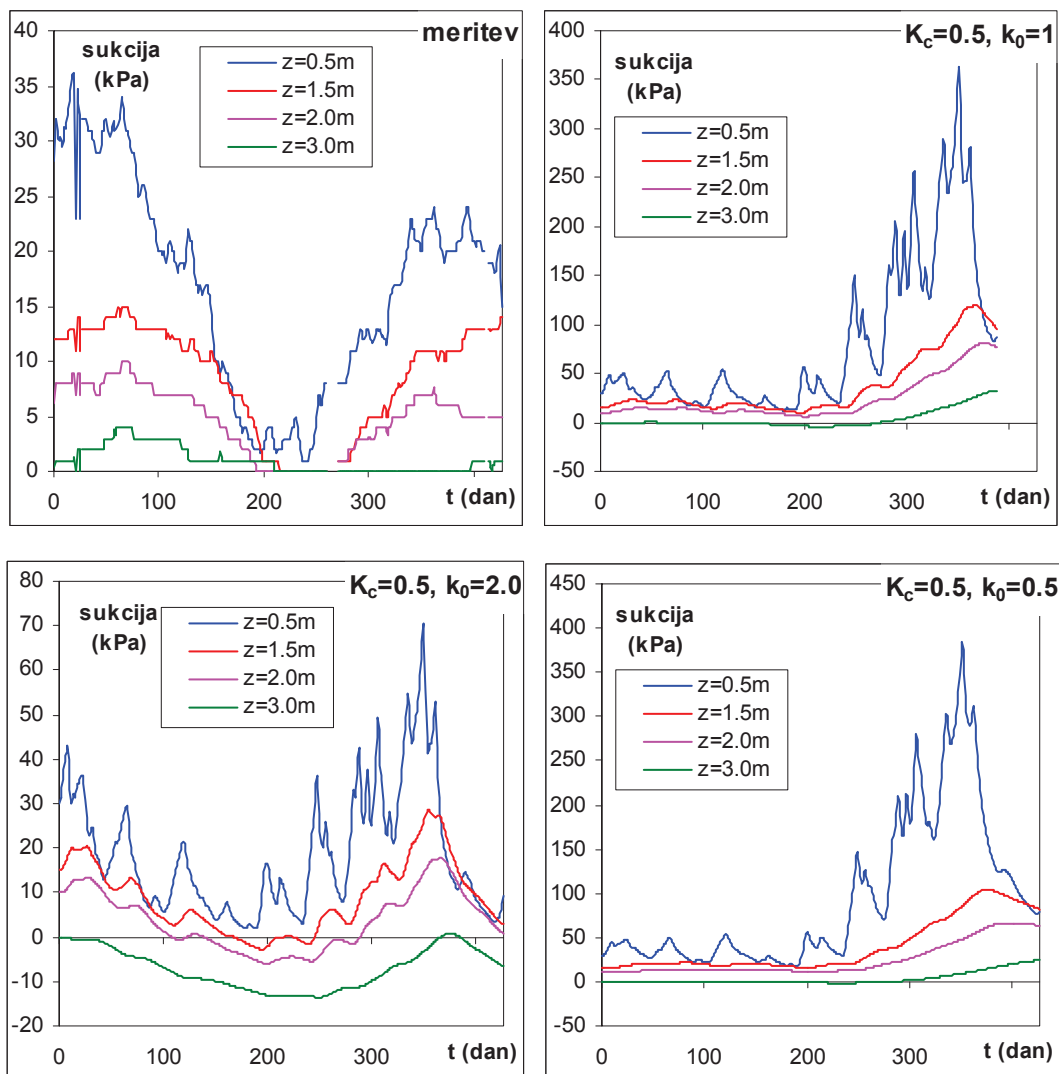 meritev
sukcija
(kPa)
z=0.5m
z=1.5m
z=2.0m
z=3.0m
40
35
30
25
20
15
10
5
0
0
100
200
300
t (dan)
Kc=0.5, k0=1
sukcija
(kPa)
z=0.5m
z=1.5m
z=2.0m
z=3.0m
400
350
300
250
200
150
100
50
0
-50
0
100
200
300
t (dan)
Kc=0.5, k0=2.0
sukcija
(kPa)
z=0.5m
z=1.5m
z=2.0m
z=3.0m
80
70
60
50
40
30
20
10
0
-10
-20
0
100
200
300
t (dan)
Kc=0.5, k0=0.5
sukcija
(kPa)
z=0.5m
z=1.5m
z=2.0m
z=3.0m
450
400
350
300
250
200
150
100
50
0
-50
0
100
200
300
t (dan)